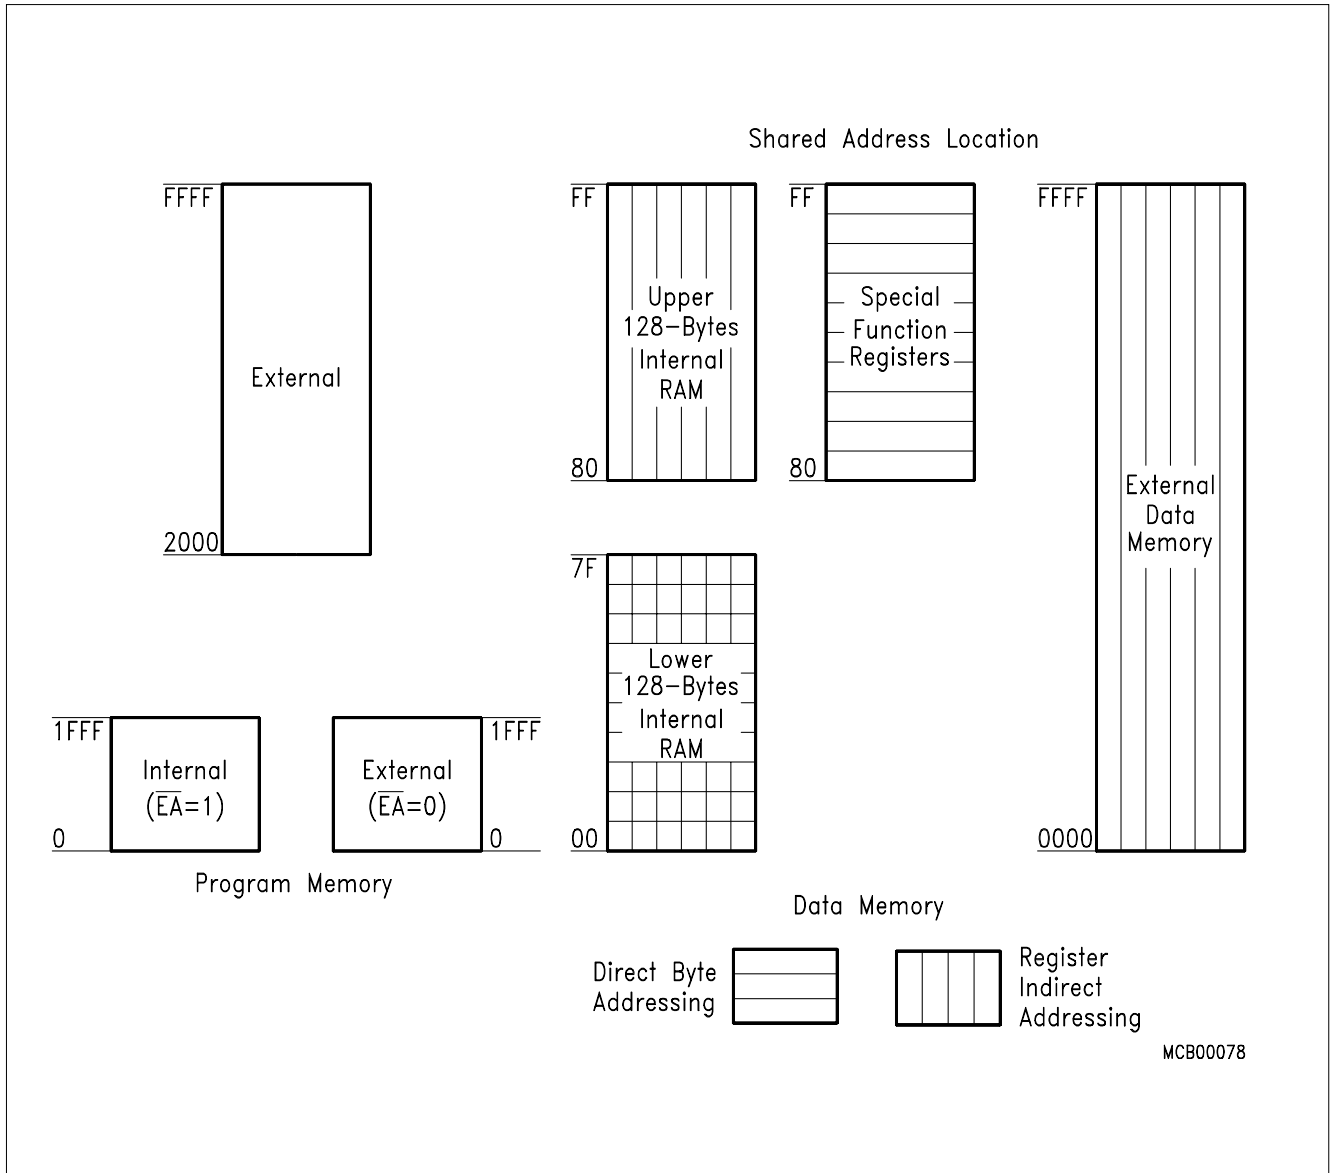 Shared Address Location
FFFF
External
2000
1FFF
Internal
(E̅A̅=1)
0
External
(E̅A̅=0)
1FFF
0
Program Memory
FF
Upper
128-Bytes
Internal
RAM
80
FF
Special
Function
Registers
80
7F
Lower
128-Bytes
Internal
RAM
00
FFFF
External
Data
Memory
0000
Data Memory
Direct Byte
Addressing
Register
Indirect
Addressing
MCB00078